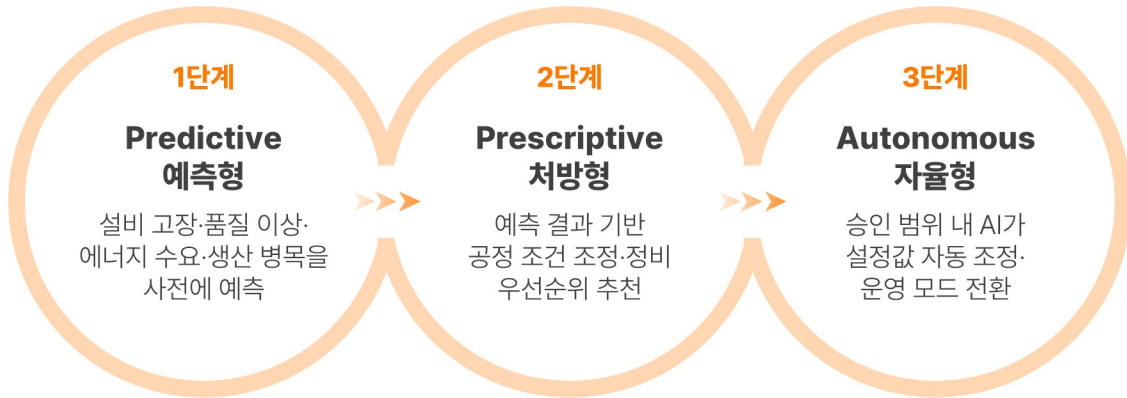 1단계
Predictive
예측형
설비 고장·품질 이상·
에너지 수요·생산 병목을
사전에 예측
2단계
Prescriptive
처방형
예측 결과 기반
공정 조건 조정·정비
우선순위 추천
3단계
Autonomous
자율형
승인 범위 내 AI가
설정값 자동 조정·
운영 모드 전환